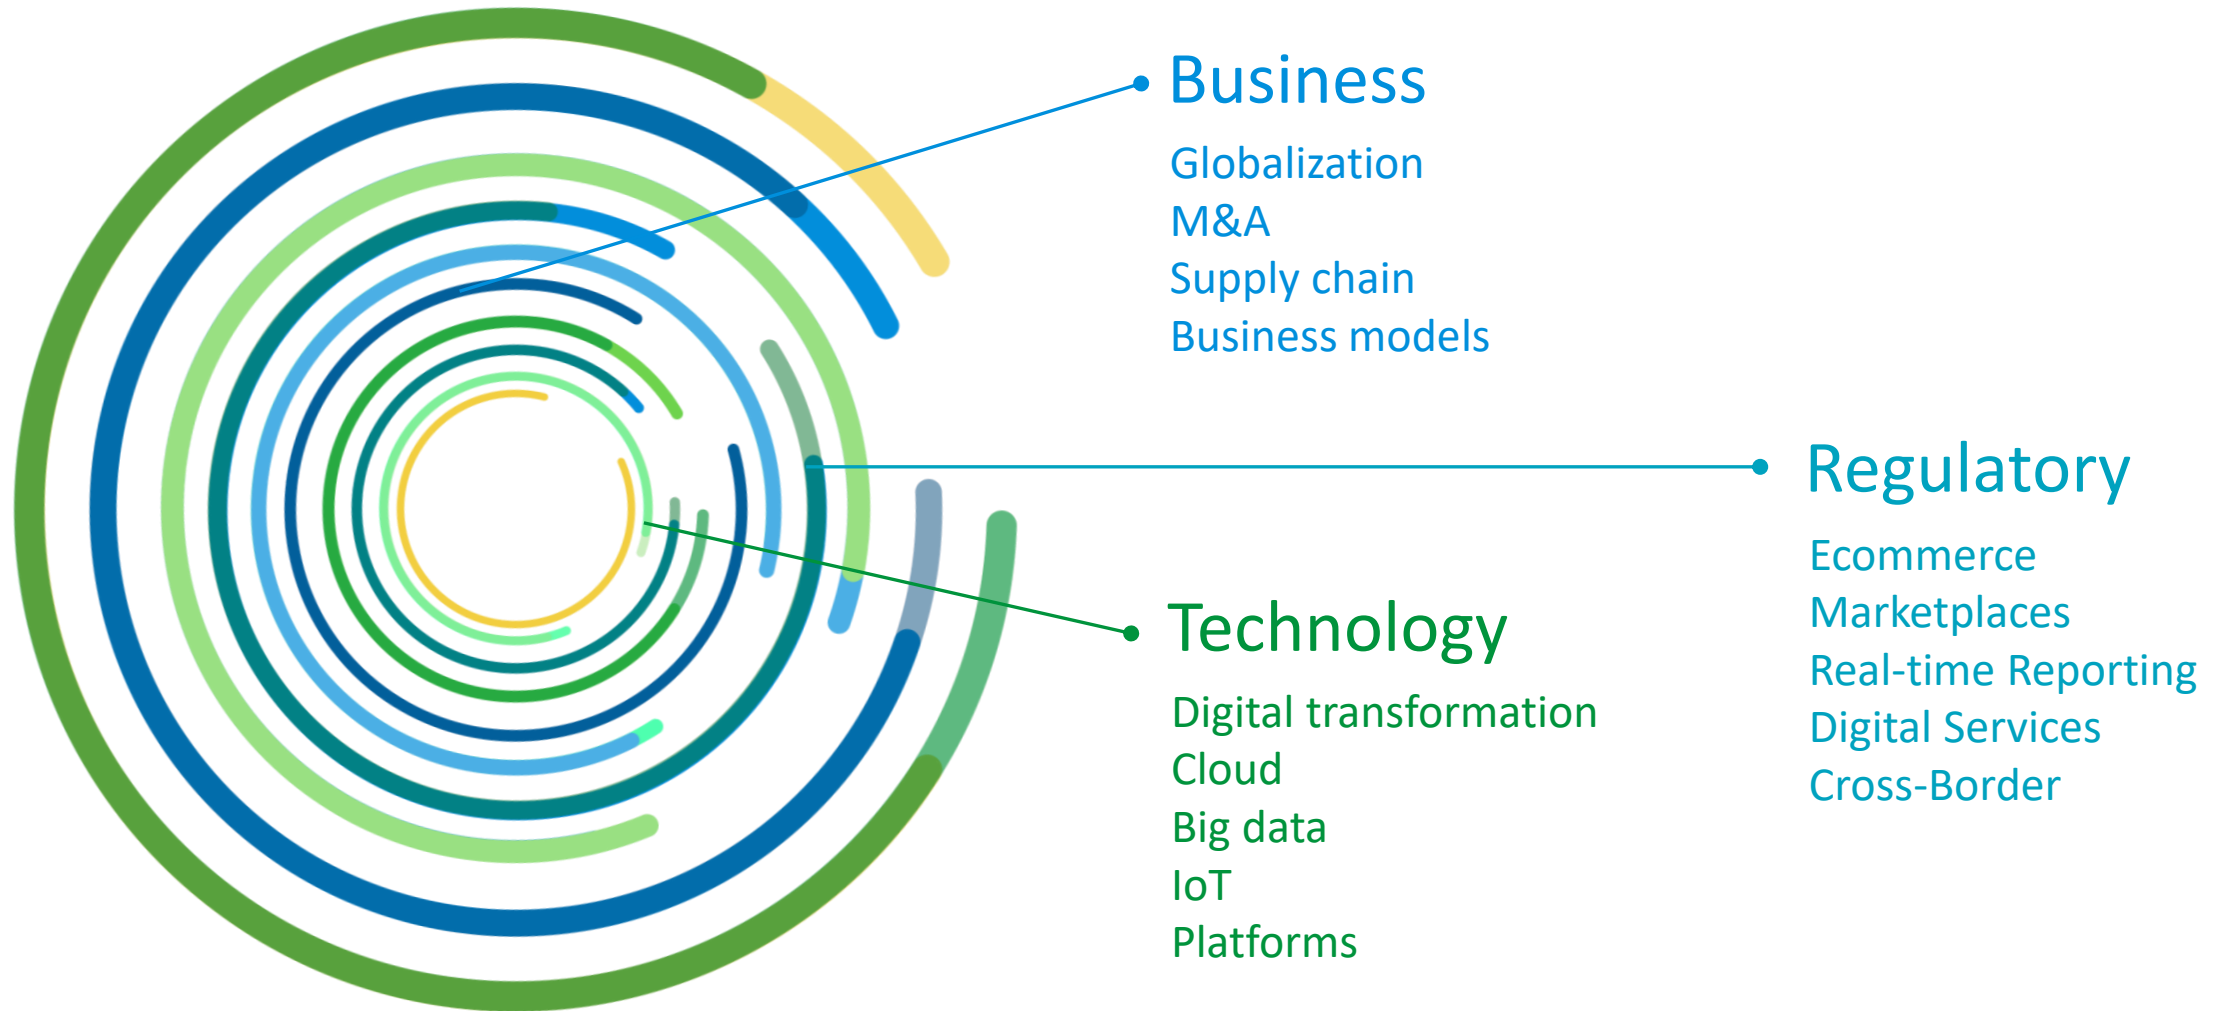 Business
Globalization
M&A
Supply chain
Business models
Regulatory
Ecommerce
Marketplaces
Real-time Reporting
Digital Services
Cross-Border
Technology
Digital transformation
Cloud
Big data
IoT
Platforms